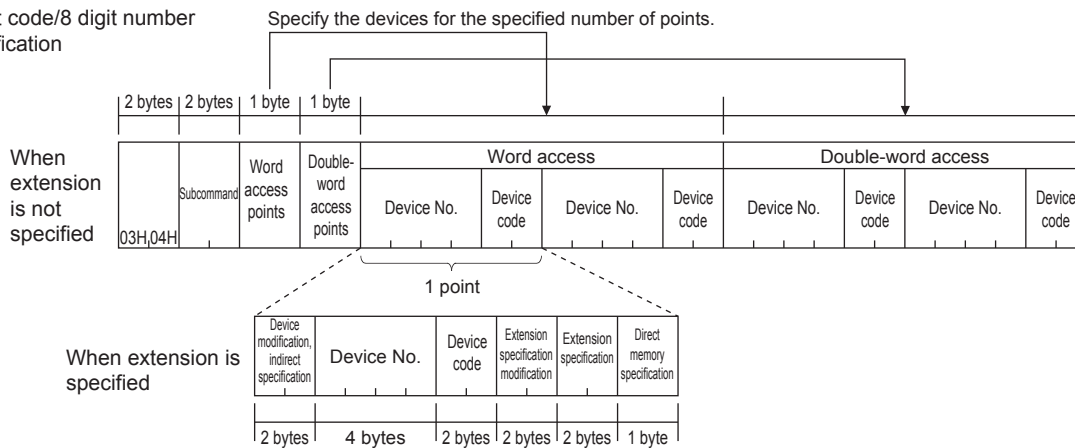 code/8 digit number
Specify the devices for the specified number of points.
2 bytes 2 bytes 1 byte 1 byte
When
extension
is not
specified
03H 04H
Subcommand
Word
access
points
Double-
word
access
points
Word access
Double-word access
Device No.
Device
code
Device No.
Device
code
Device No.
Device
code
Device No.
Device
code
1 point
When extension is
specified
Device
modification,
indirect
specification
Device No.
Device
code
Extension
specification
modification
Extension
specification
Direct
memory
specification
2 bytes 4 bytes 2 bytes 2 bytes 2 bytes 1 byte